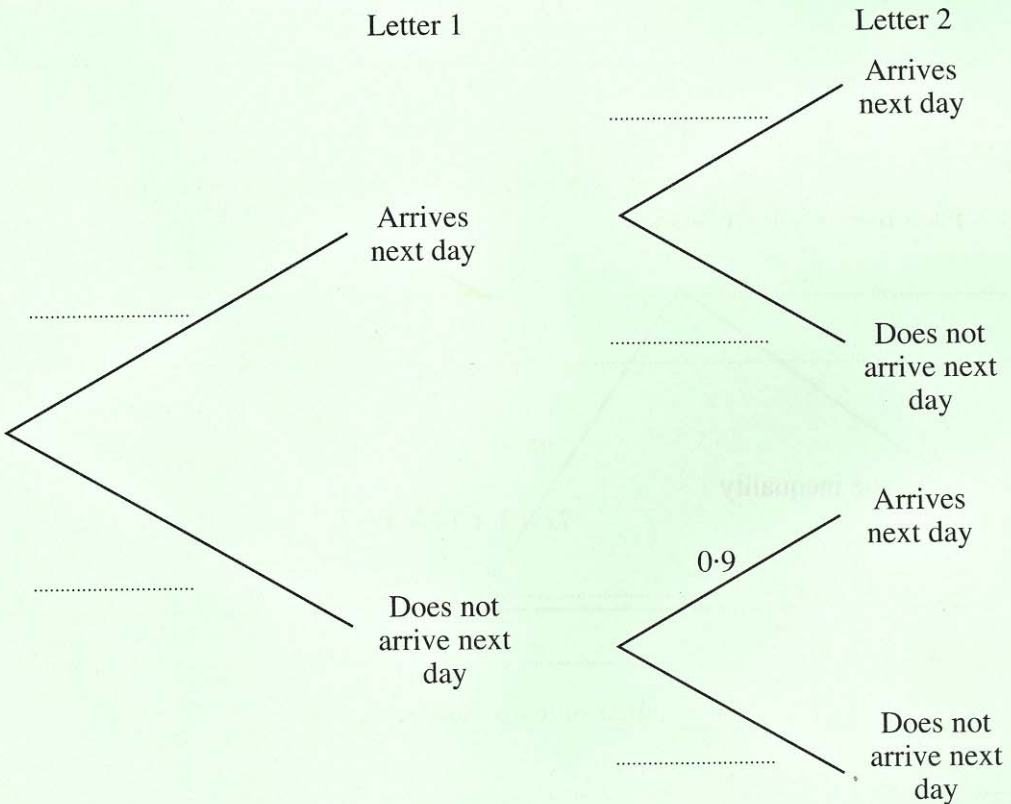 Letter 1
Letter 2
Arrives
next day
Arrives
next day
Does not
arrive next
day
Arrives
next day
0·9
Does not
arrive next
day
Does not
arrive next
day